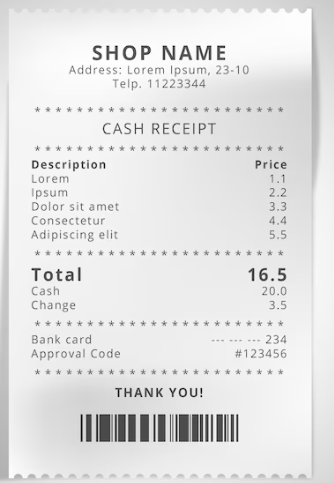 SHOP NAME
Address: Lorem Ipsum, 23-10
Telp. 11223344
* * * * * * * * * * * * * * * * * * * * * * * *
CASH RECEIPT
* * * * * * * * * * * * * * * * * * * * * * * *
Description Price
Lorem 1.1
Ipsum 2.2
Dolor sit amet 3.3
Consectetur 4.4
Adipiscing elit 5.5
* * * * * * * * * * * * * * * * * * * * * * * *
Total 16.5
Cash 20.0
Change 3.5
* * * * * * * * * * * * * * * * * * * * * * * *
Bank card --- --- --- 234
Approval Code #123456
* * * * * * * * * * * * * * * * * * * * * * * *
THANK YOU!